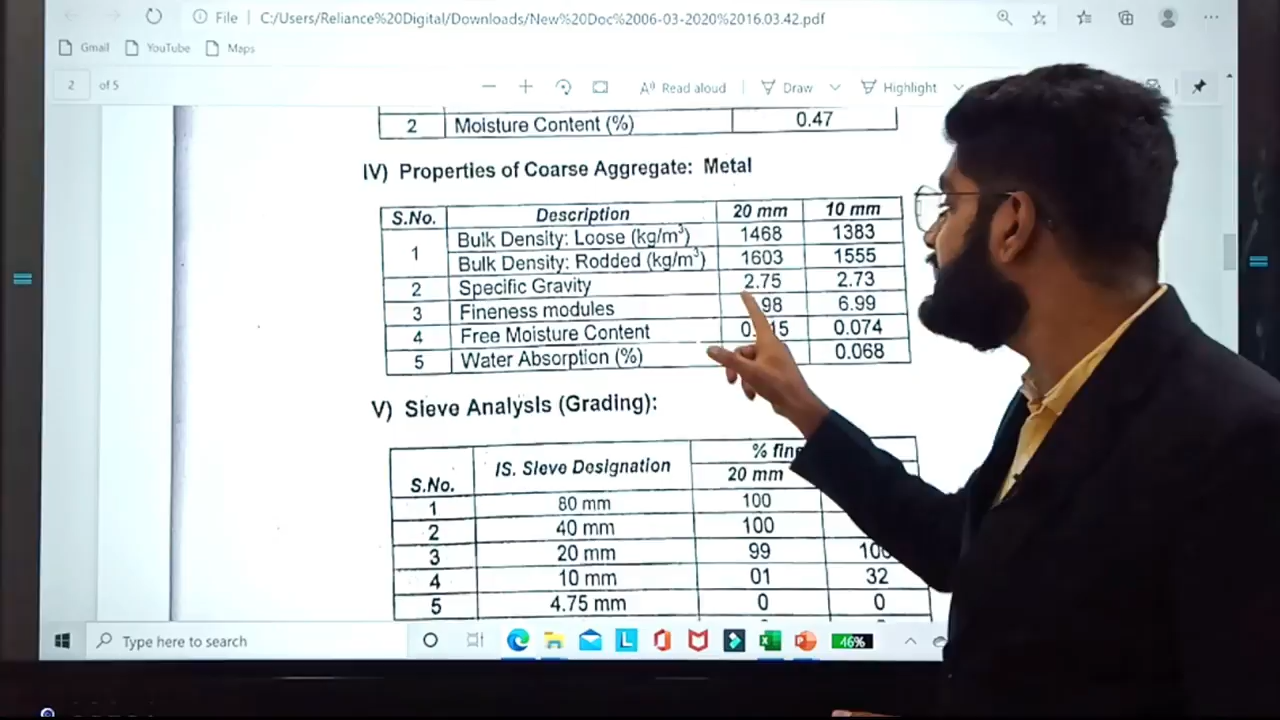 File | C:/Users/Reliance%20Digital/Downloads/New%20Doc%2006-03-2020%2016.03.42.pdf
Gmail YouTube Maps
2 of 5 Read aloud Draw Highlight
2 Moisture Content (%) 0.47
IV) Properties of Coarse Aggregate: Metal
S.No. Description 20 mm 10 mm
1 Bulk Density: Loose (kg/m³) 1468 1383
Bulk Density: Rodded (kg/m³) 1603 1555
2 Specific Gravity 2.75 2.73
3 Fineness modules 98 6.99
4 Free Moisture Content 0.074
5 Water Absorption (%) 0.068
V) Sieve Analysis (Grading):
S.No. IS. Sieve Designation %
20 mm
1 80 mm 100
2 40 mm 100
3 20 mm 99 100
4 10 mm 01 32
5 4.75 mm 0 0
Type here to search 46%